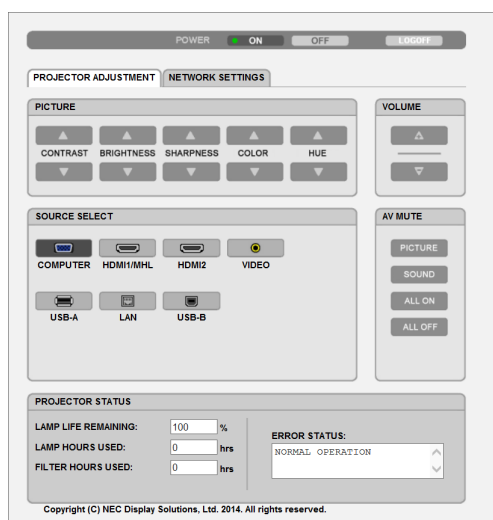 POWER ON OFF LOGOFF
PROJECTOR ADJUSTMENT NETWORK SETTINGS
PICTURE
CONTRAST BRIGHTNESS SHARPNESS COLOR HUE
VOLUME
SOURCE SELECT
COMPUTER HDMI1/MHL HDMI2 VIDEO
USB-A LAN USB-B
AV MUTE
PICTURE
SOUND
ALL ON
ALL OFF
PROJECTOR STATUS
LAMP LIFE REMAINING: 100 %
LAMP HOURS USED: 0 hrs
FILTER HOURS USED: 0 hrs
ERROR STATUS:
NORMAL OPERATION
Copyright (C) NEC Display Solutions, Ltd. 2014. All rights reserved.